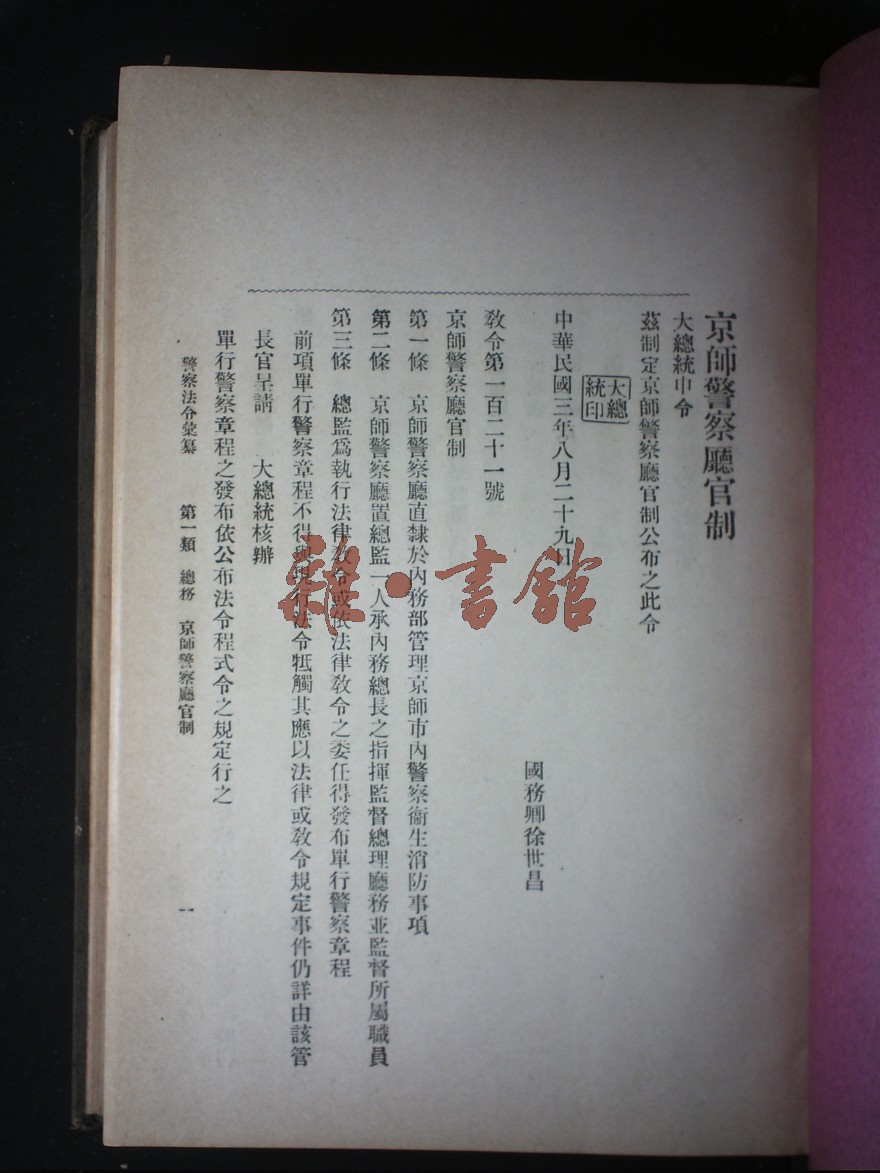 京師警察廳官制
大總統申令
茲制定京師警察廳官制公布之此令
大總
統印
中華民國三年八月二十九日
國務卿徐世昌
敎令第一百二十一號
京師警察廳官制
第一條　京師警察廳直隸於內務部管理京師市內警察衞生消防事項
第二條　京師警察廳置總監一人承內務總長之指揮監督總理廳務並監督所屬職員
第三條　總監爲執行法律敎令或依法律敎令之委任得發布單行警察章程
前項單行警察章程不得與現行法令牴觸其應以法律或敎令規定事件仍詳由該管
長官呈請　大總統核辦
單行警察章程之發布依公布法令程式令之規定行之
警察法令彙纂　第一類　總務　京師警察廳官制　一
雜·書館